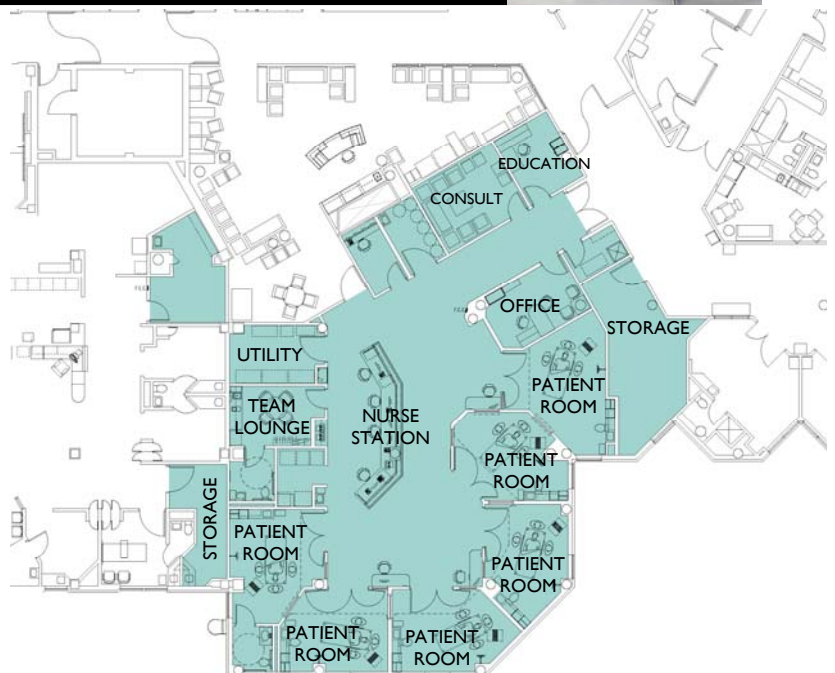 EDUCATION
CONSULT
OFFICE
STORAGE
UTILITY
PATIENT
ROOM
TEAM
LOUNGE
NURSE
STATION
PATIENT
ROOM
STORAGE
PATIENT
ROOM
PATIENT
ROOM
PATIENT
ROOM
PATIENT
ROOM